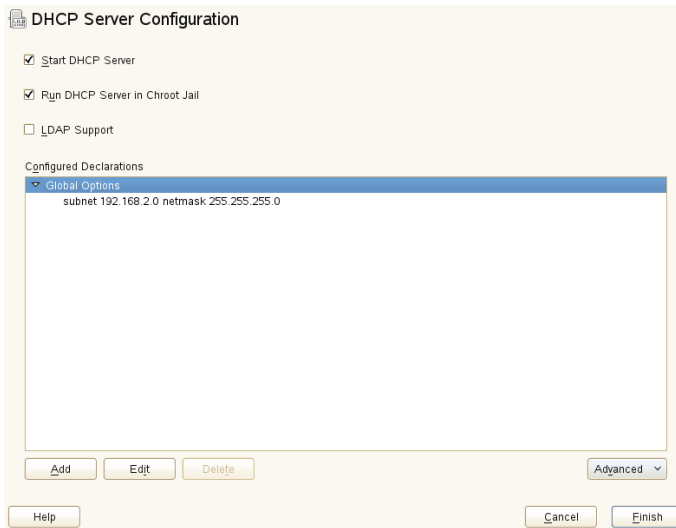 DHCP Server Configuration
Start DHCP Server
Run DHCP Server in Chroot Jail
LDAP Support
Configured Declarations
Global Options
subnet 192.168.2.0 netmask 255.255.255.0
Add Edit Delete Advanced
Help Cancel Finish